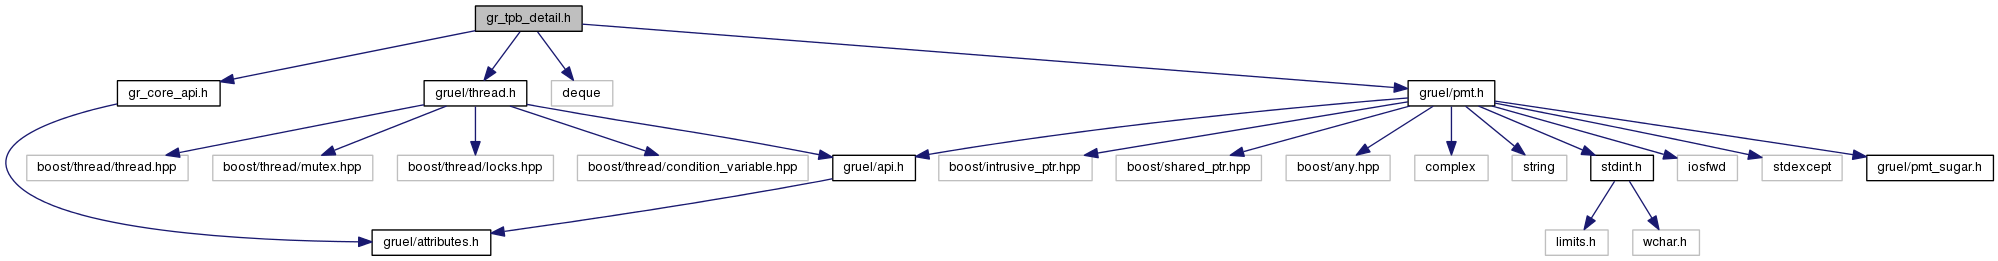 gr_tpb_detail.h
gr_core_api.h
gruel/thread.h
deque
gruel/pmt.h
boost/thread/thread.hpp
boost/thread/mutex.hpp
boost/thread/locks.hpp
boost/thread/condition_variable.hpp
gruel/api.h
boost/intrusive_ptr.hpp
boost/shared_ptr.hpp
boost/any.hpp
complex
string
stdint.h
iosfwd
stdexcept
gruel/pmt_sugar.h
gruel/attributes.h
limits.h
wchar.h